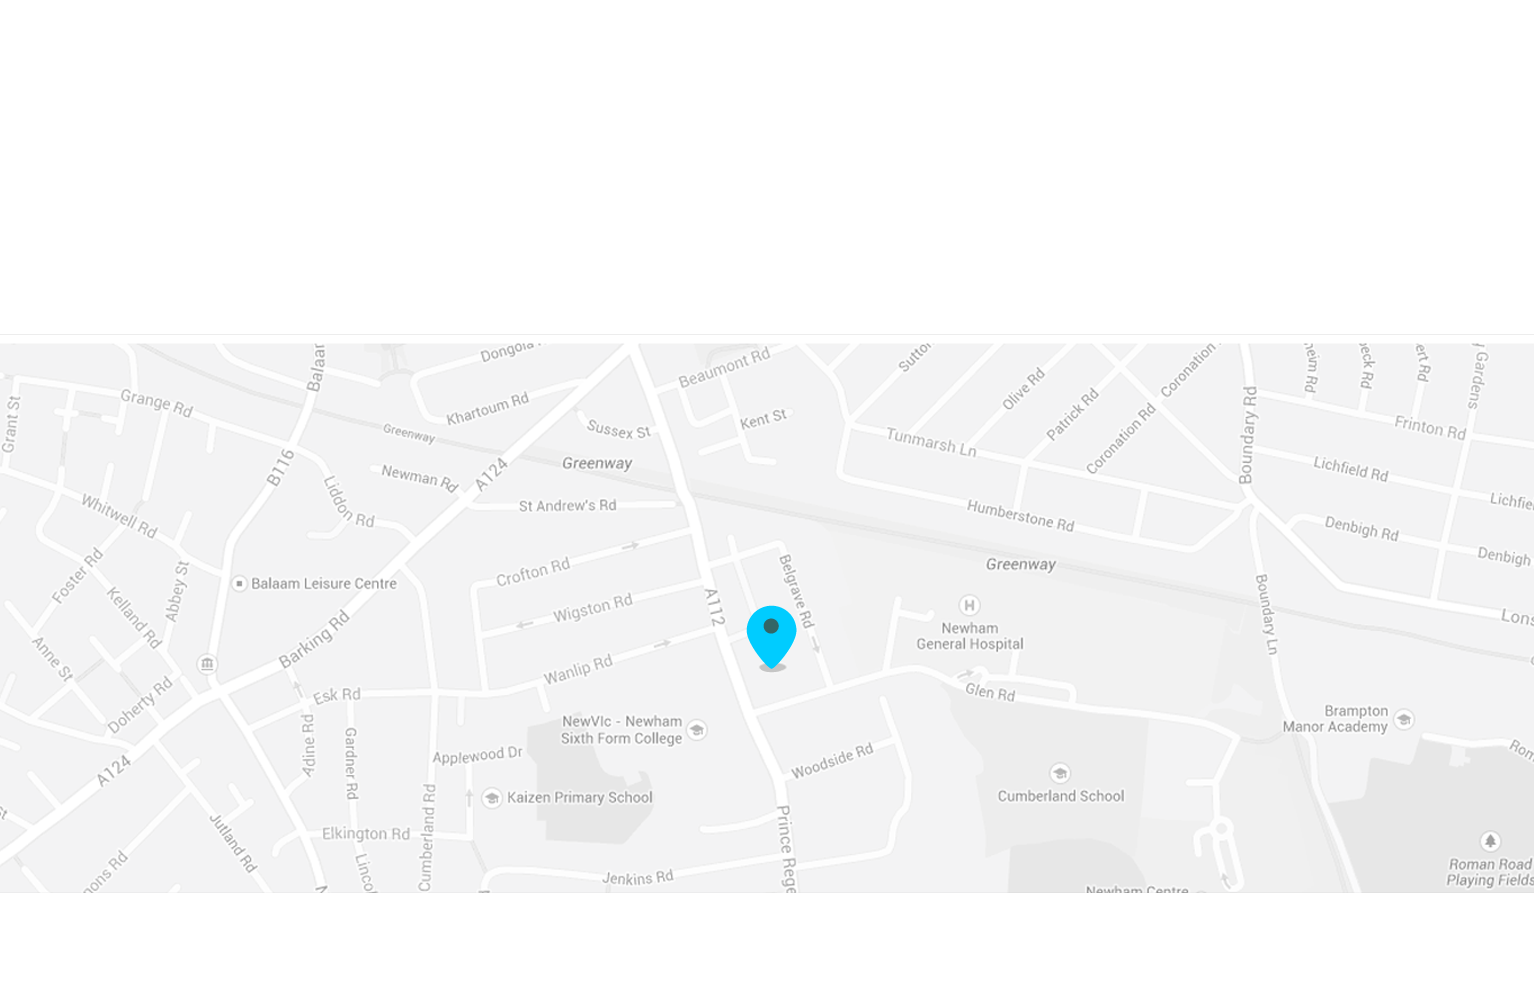 Dongola
Balaam
Beaumont Rd
Sutton
Olive Rd
Coronation
Gardens
Grange Rd
Grant St
Khartoum Rd
Sussex St
Kent St
Patrick Rd
Coronation Rd
Boundary Rd
Frinton Rd
Greenway
Greenway
Tunmarsh Ln
Lichfield Rd
B116
Newman Rd
A124
St Andrew's Rd
Liddon Rd
Whitwell Rd
Humberstone Rd
Denbigh Rd
Denbigh
Foster Rd
Crofton Rd
Belgrave Rd
Greenway
Abbey St
Balaam Leisure Centre
Kelland Rd
Wigston Rd
A112
Newham
General Hospital
Boundary Ln
Anne St
Barking Rd
Wanlip Rd
Doherty Rd
Esk Rd
Glen Rd
NewVIc - Newham
Sixth Form College
Brampton
Manor Academy
Adine Rd
Gardner Rd
Applewood Dr
Woodside Rd
A124
Kaizen Primary School
Cumberland School
Cumberland Rd
Jutland Rd
Elkington Rd
Prince Rege
Lincol
Jenkins Rd
Roman Road
Playing Fields
Newham Centre